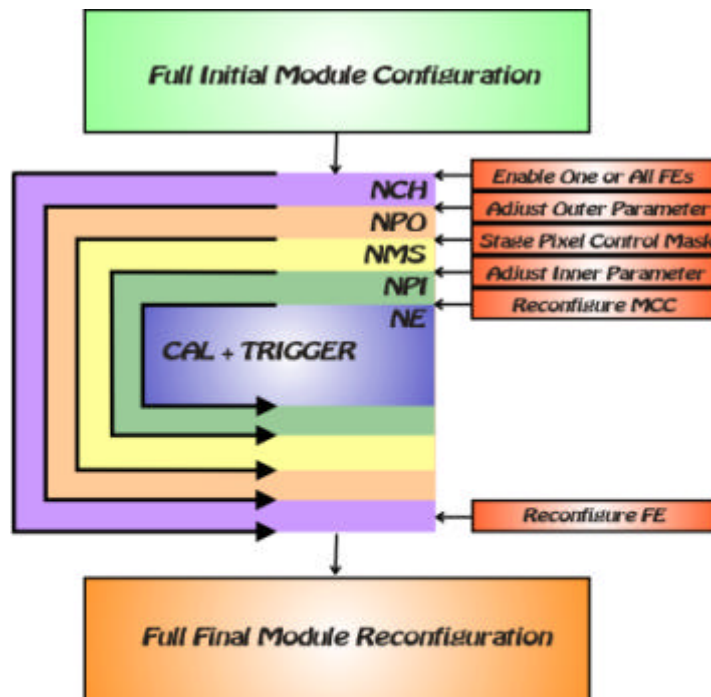 Full Initial Module Configuration
NCH
Enable One or All FEs
NPO
Adjust Outer Parameter
NMS
Stage Pixel Control Mask
NPI
Adjust Inner Parameter
NE
Reconfigure MCC
CAL + TRIGGER
Reconfigure FE
Full Final Module Reconfiguration